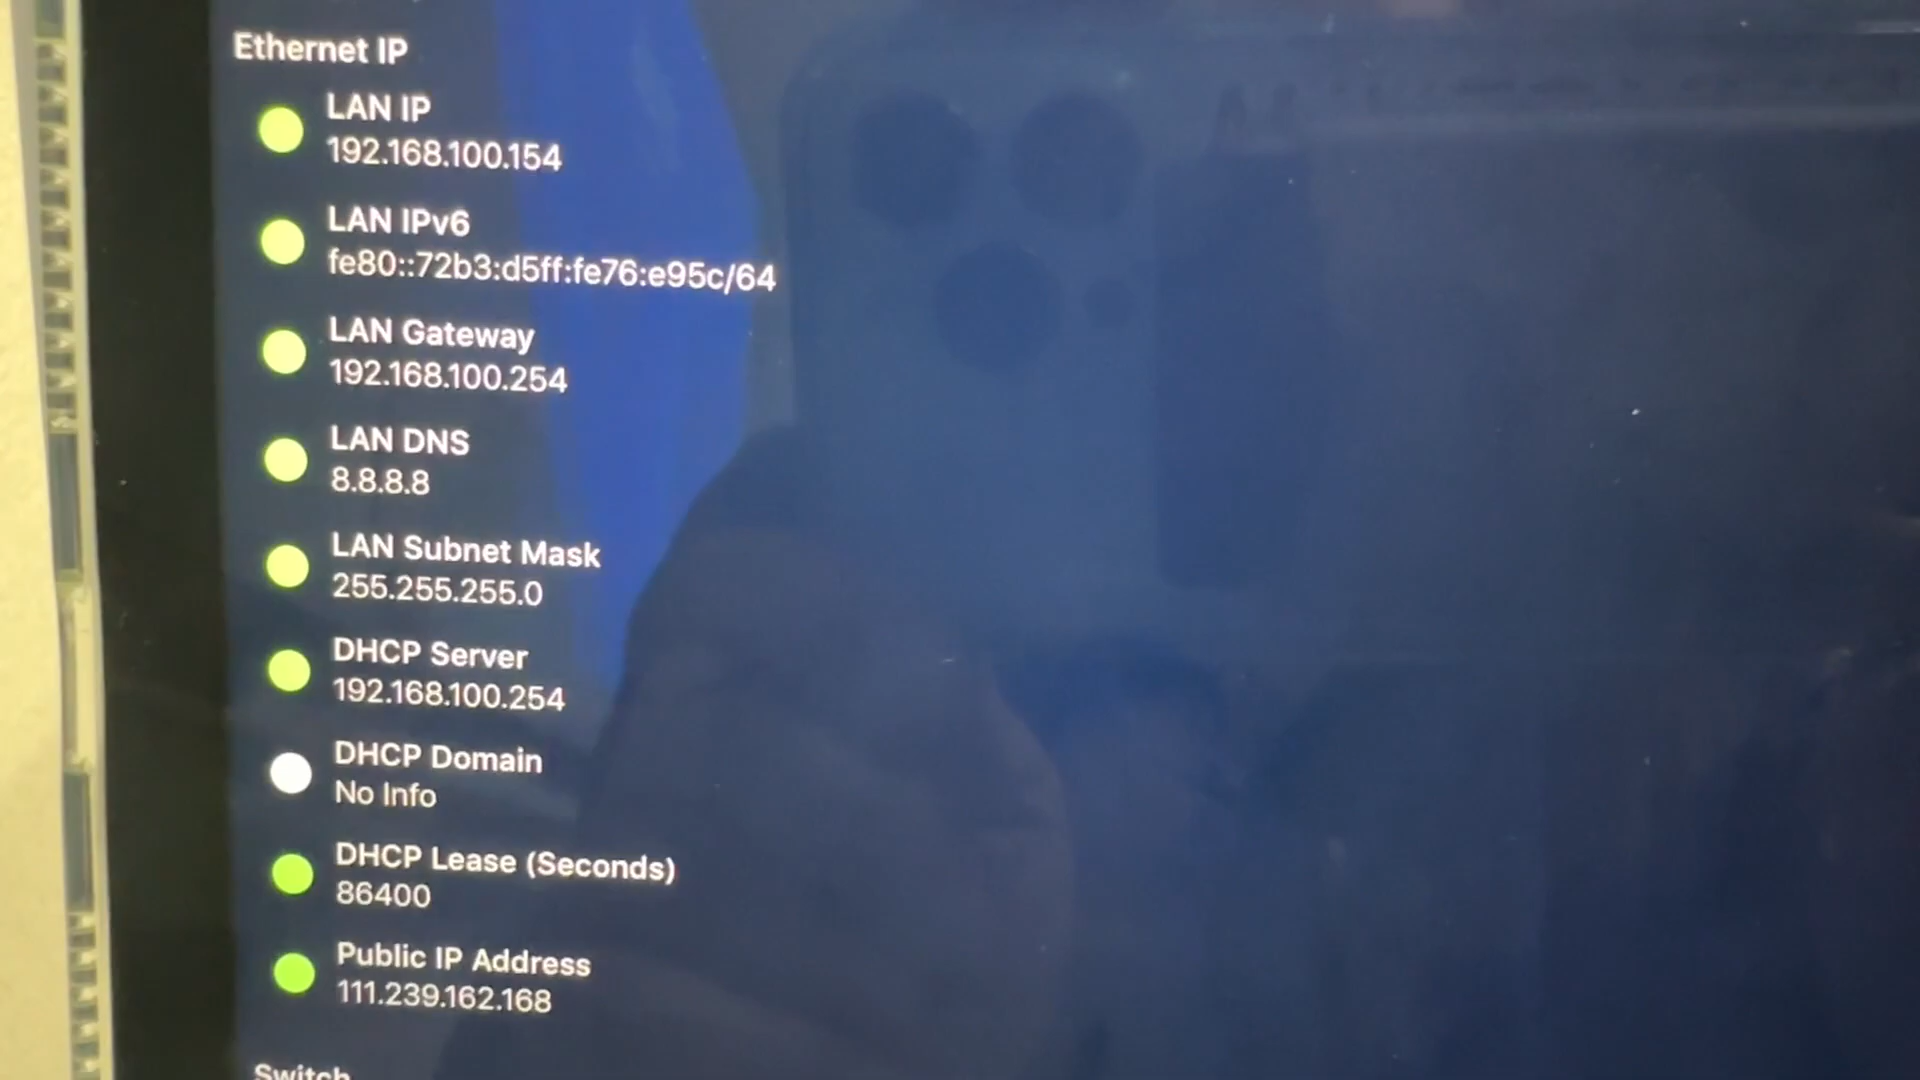 Ethernet IP
LAN IP
192.168.100.154
LAN IPv6
fe80::72b3:d5ff:fe76:e95c/64
LAN Gateway
192.168.100.254
LAN DNS
8.8.8.8
LAN Subnet Mask
255.255.255.0
DHCP Server
192.168.100.254
DHCP Domain
No Info
DHCP Lease (Seconds)
86400
Public IP Address
111.239.162.168
Switch